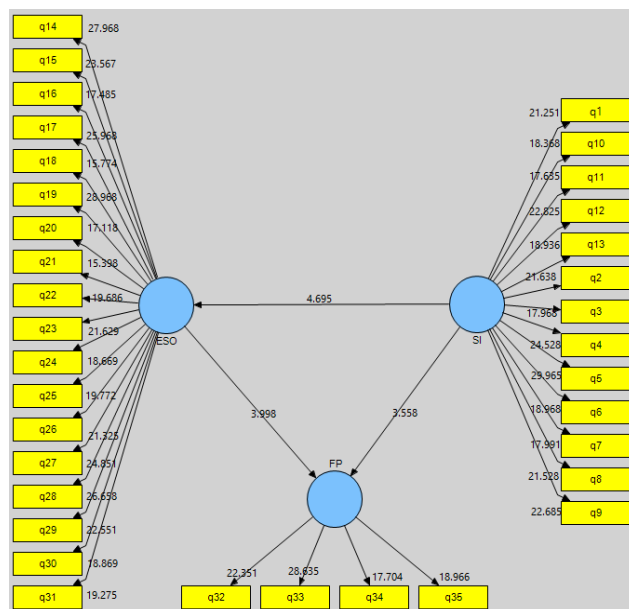 q14 27.968
q15 23.567
q16 17.485
q17 25.968
q18 15.774
q19 28.968
q20 17.118
q21 15.398
q22 19.686
q23 21.629
q24 18.669
q25 19.772
q26 21.325
q27 24.851
q28 26.658
q29 22.551
q30 18.869
q31 19.275
ESO
4.695
SI
21.251 q1
18.368 q10
17.635 q11
22.825 q12
18.936 q13
21.638 q2
17.968 q3
24.528 q4
29.965 q5
18.968 q6
17.991 q7
21.528 q8
22.685 q9
3.998
3.558
FP
22.351 28.635 17.704 18.966
q32 q33 q34 q35